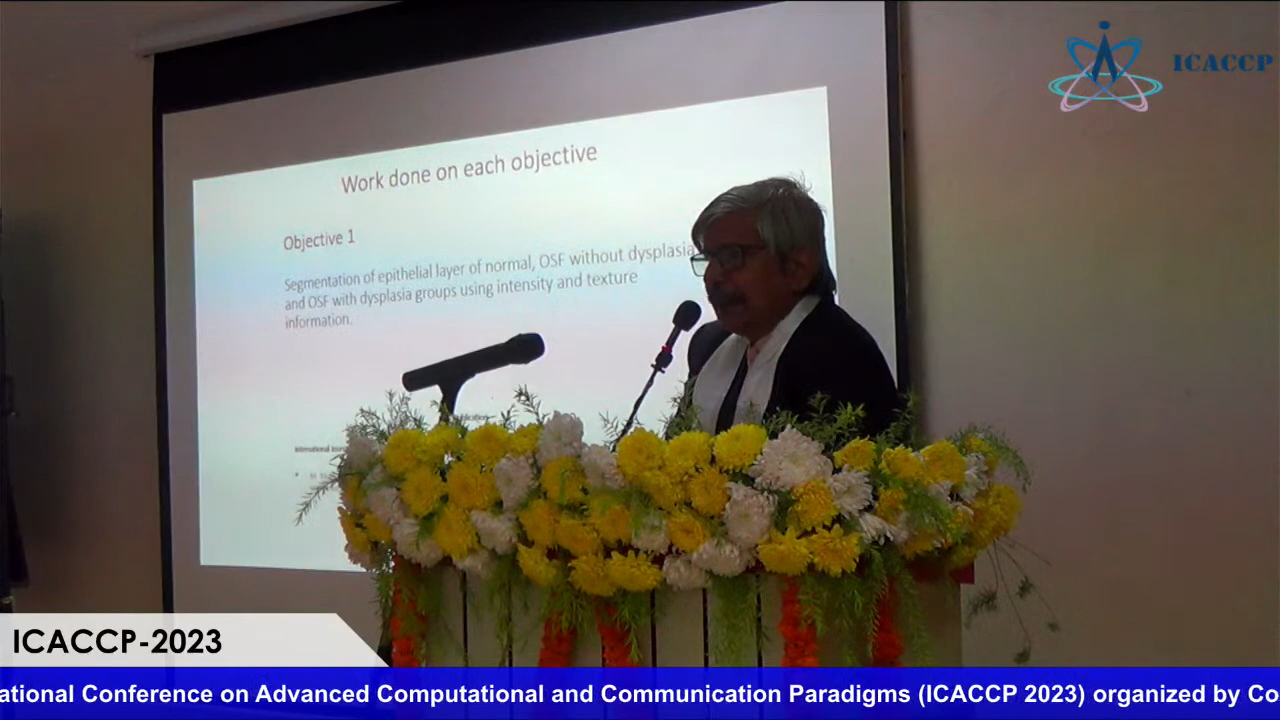 ICACCP
Work done on each objective
Objective 1
Segmentation of epithelial layer of normal, OSF without dysplasia
and OSF with dysplasia groups using intensity and texture
information.
International
ICACCP-2023
ational Conference on Advanced Computational and Communication Paradigms (ICACCP 2023) organized by Co